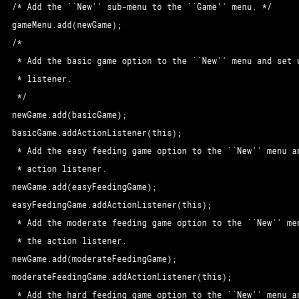 /* Add the ``New'' sub-menu to the ``Game'' menu. */
gameMenu.add(newGame);
/*
* Add the basic game option to the ``New'' menu and set
* listener.
*/
newGame.add(basicGame);
basicGame.addActionListener(this);
* Add the easy feeding game option to the ``New'' menu
* action listener.
newGame.add(easyFeedingGame);
easyFeedingGame.addActionListener(this);
* Add the moderate feeding game option to the ``New''
* the action listener.
newGame.add(moderateFeedingGame);
moderateFeedingGame.addActionListener(this);
* Add the hard feeding game option to the ``New'' menu